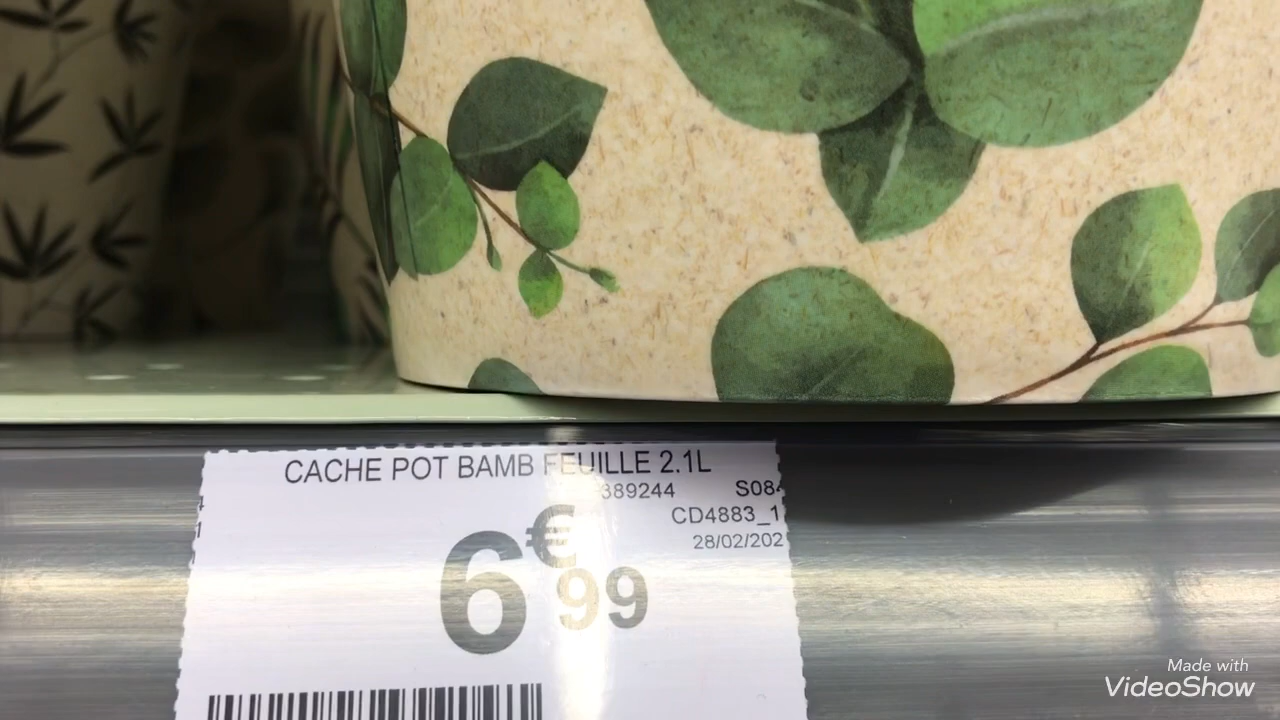 CACHE POT BAMB FEUILLE 2.1L
389244 S084
CD4883_1
28/02/202
6€99
Made with
VideoShow